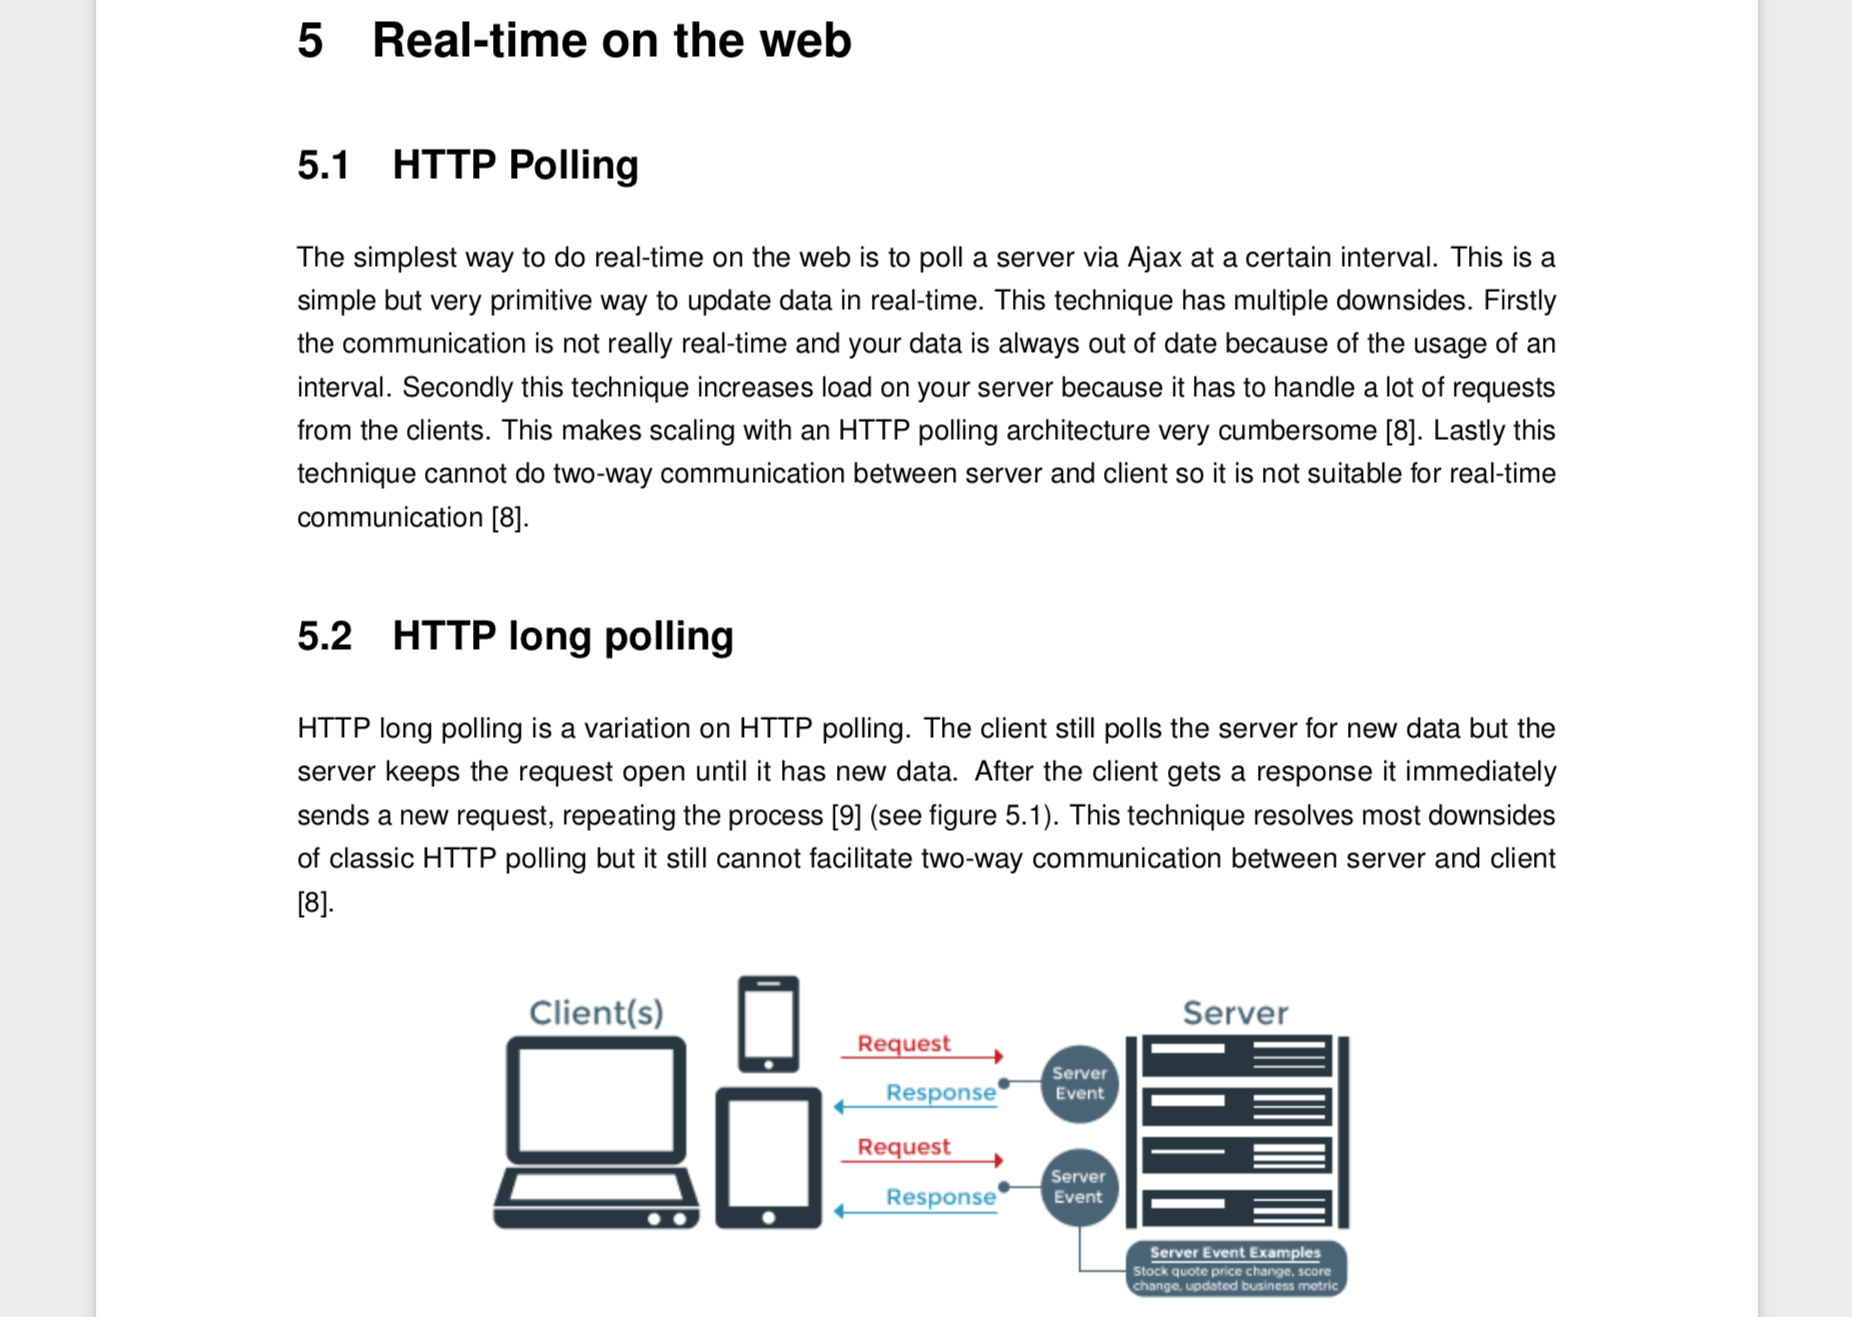 5 Real-time on the web
5.1 HTTP Polling
The simplest way to do real-time on the web is to poll a server via Ajax at a certain interval. This is a
simple but very primitive way to update data in real-time. This technique has multiple downsides. Firstly
the communication is not really real-time and your data is always out of date because of the usage of an
interval. Secondly this technique increases load on your server because it has to handle a lot of requests
from the clients. This makes scaling with an HTTP polling architecture very cumbersome [8]. Lastly this
technique cannot do two-way communication between server and client so it is not suitable for real-time
communication [8].
5.2 HTTP long polling
HTTP long polling is a variation on HTTP polling. The client still polls the server for new data but the
server keeps the request open until it has new data. After the client gets a response it immediately
sends a new request, repeating the process [9] (see figure 5.1). This technique resolves most downsides
of classic HTTP polling but it still cannot facilitate two-way communication between server and client
[8].
Client(s)
Server
Request
Response
Server
Event
Request
Response
Server
Event
Server Event Examples
Stock quote price change, score
change, updated business metric